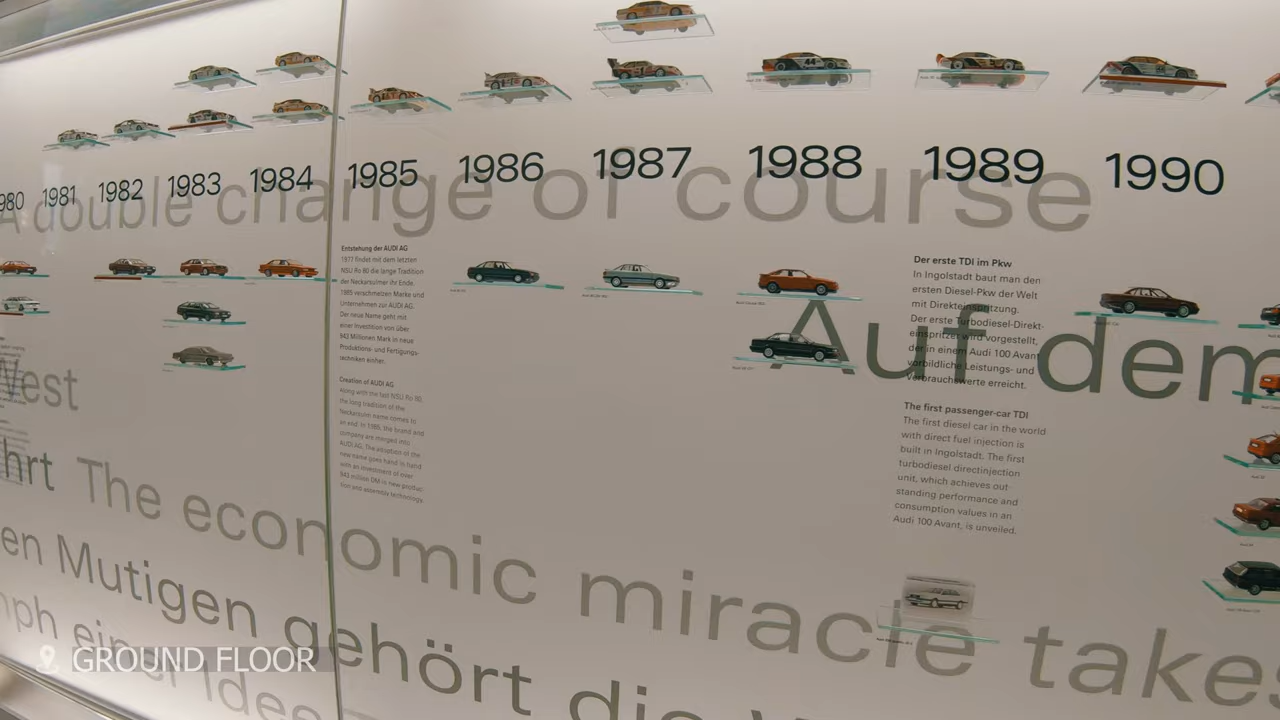 1981
1982
1983
1984
1985
1986
1987
1988
1989
1990
A double change of course
Entstehung der AUDI AG
1977 findet mit dem letzten
NSU Ro 80 die lange Tradition
der Neckarsulmer ihr Ende.
1985 verschmelzen Marke und
Unternehmen zur AUDI AG.
Der neue Name geht mit
einer Investition von über
943 Millionen Mark in neue
Produktions- und Fertigungs-
techniken einher.
Creation of AUDI AG
Along with the last NSU Ro 80,
the long tradition of the
Neckarsulm name comes to
an end. In 1985, the brand and
company are merged into
AUDI AG. The adoption of the
new name goes hand in hand
with an investment of over
943 million DM in new produc-
tion and assembly technology.
Der erste TDI im Pkw
In Ingolstadt baut man den
ersten Diesel-Pkw der Welt
mit Direkteinspritzung.
Der erste Turbodiesel-Direkt-
einspritzer wird vorgestellt,
der in einem Audi 100 Avant
vorbildliche Leistungs- und
Verbrauchswerte erreicht.
The first passenger-car TDI
The first diesel car in the world
with direct fuel injection is
built in Ingolstadt. The first
turbodiesel directinjection
unit, which achieves out-
standing performance and
consumption values in an
Audi 100 Avant, is unveiled.
Auf dem
West
hrt The economic miracle takes
en Mutigen gehört die
mph einer Idee
GROUND FLOOR